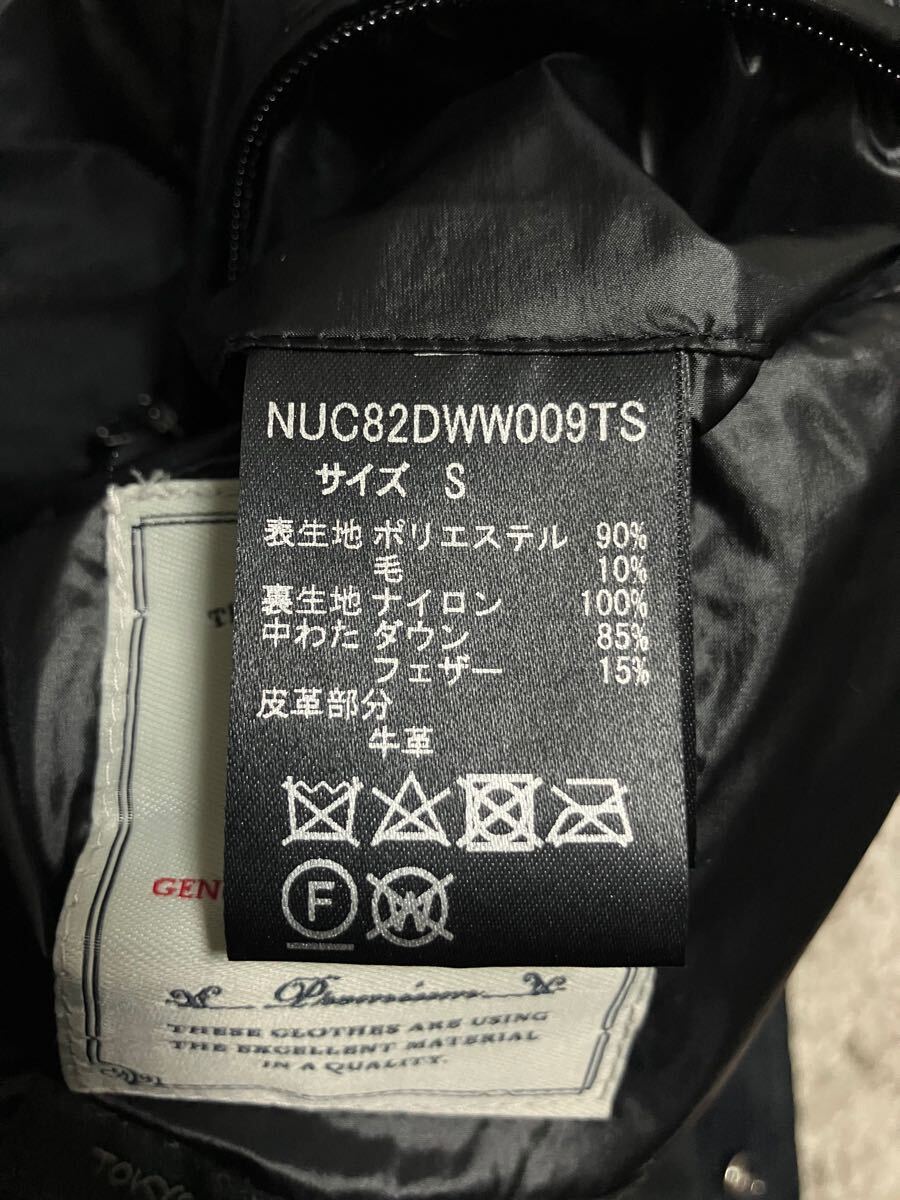 NUC82DWW009TS
サイズ S
表生地 ポリエステル 90%
毛 10%
裏生地 ナイロン 100%
中わた ダウン 85%
フェザー 15%
皮革部分
牛革
F
W
GEN
Premium
THESE CLOTHES ARE USING
THE EXCELLENT MATERIAL
IN A QUALITY.